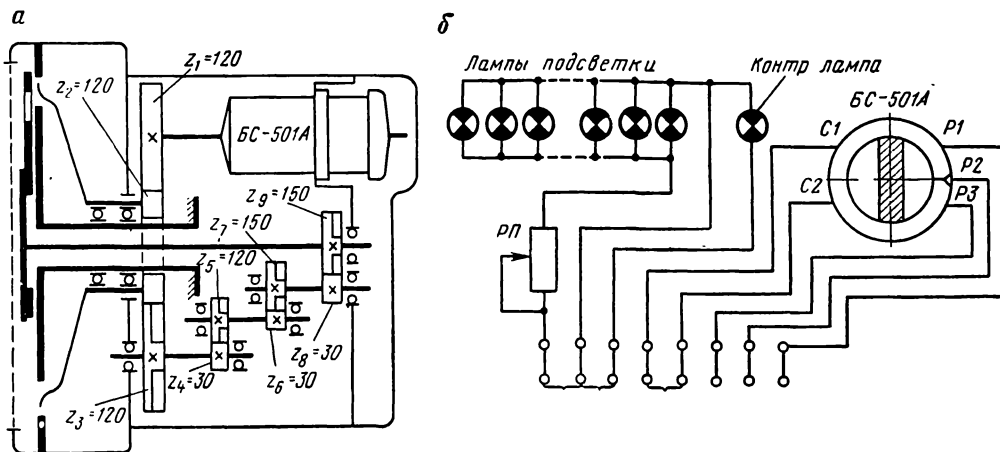 а
z₁=120
z₂=120
БС-501А
z₉=150
z₇=150
z₅=120
z₈=30
z₄=30
z₆=30
z₃=120
б
Лампы подсветки
Контр лампа
БС-501А
С1
Р1
Р2
С2
Р3
РП